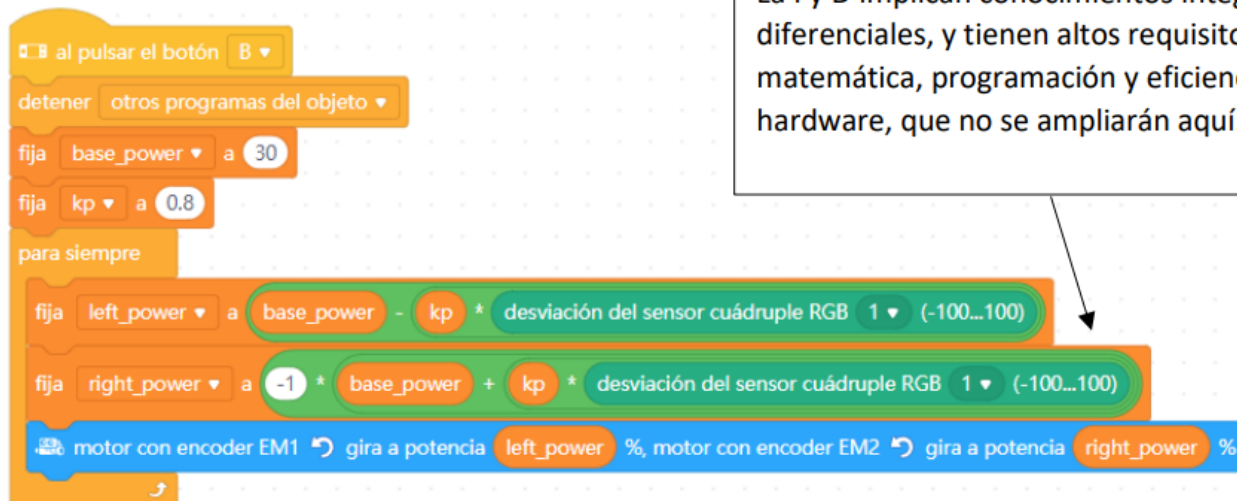 al pulsar el botón B
detener otros programas del objeto
fija base_power a 30
fija kp a 0.8
para siempre
fija left_power a base_power - kp * desviación del sensor cuádruple RGB 1 (-100...100)
fija right_power a -1 * base_power + kp * desviación del sensor cuádruple RGB 1 (-100...100)
motor con encoder EM1 gira a potencia left_power %, motor con encoder EM2 gira a potencia right_power %
diferenciales, y tienen altos
matemática, programación y
hardware, que no se ampliarán aquí